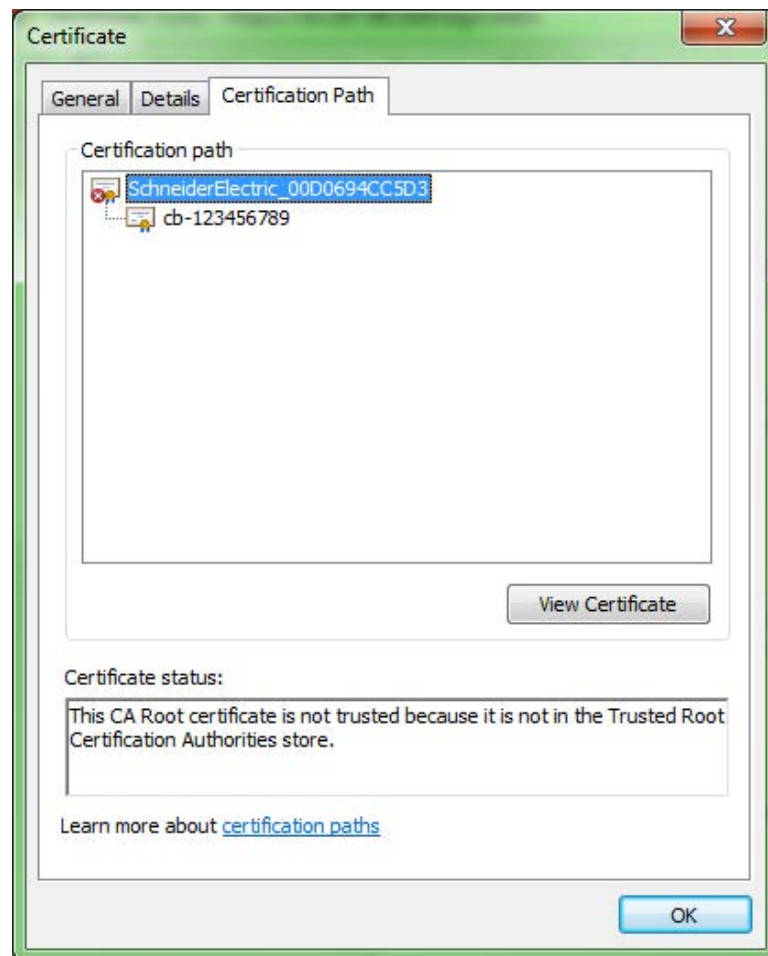 Certificate
General Details Certification Path
Certification path
SchneiderElectric_00D0694CC5D3
cb-123456789
View Certificate
Certificate status:
This CA Root certificate is not trusted because it is not in the Trusted Root
Certification Authorities store.
Learn more about certification paths
OK